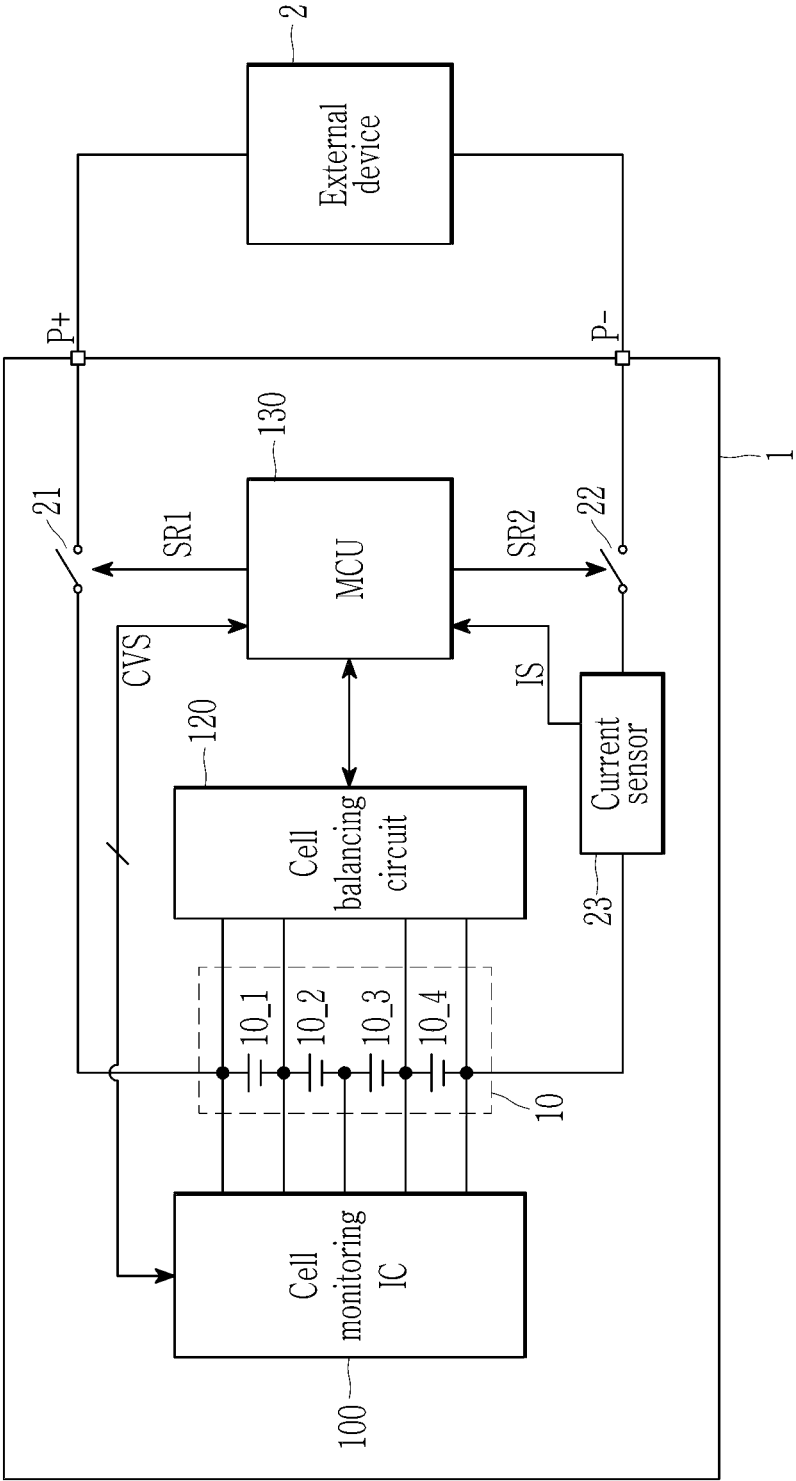 100
Cell
monitoring
IC
10
10_1
10_2
10_3
10_4
120
Cell
balancing
circuit
CVS
130
MCU
SR1
SR2
IS
21
22
23
Current
sensor
P+
P-
1
2
External
device